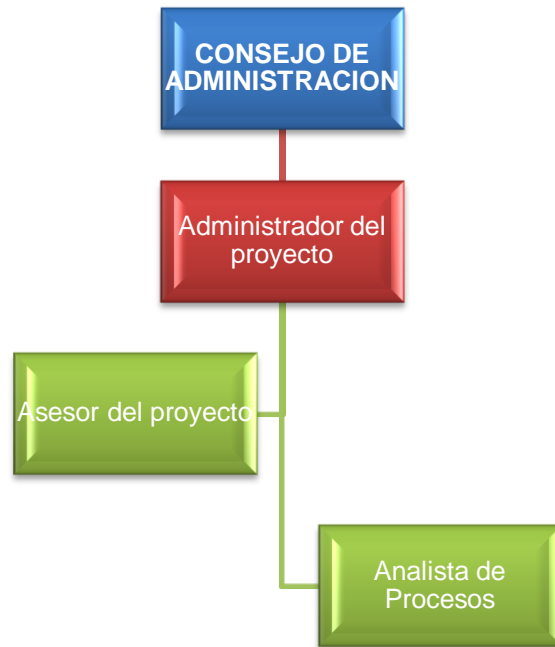 CONSEJO DE
ADMINISTRACION
Administrador del
proyecto
Asesor del proyecto
Analista de
Procesos